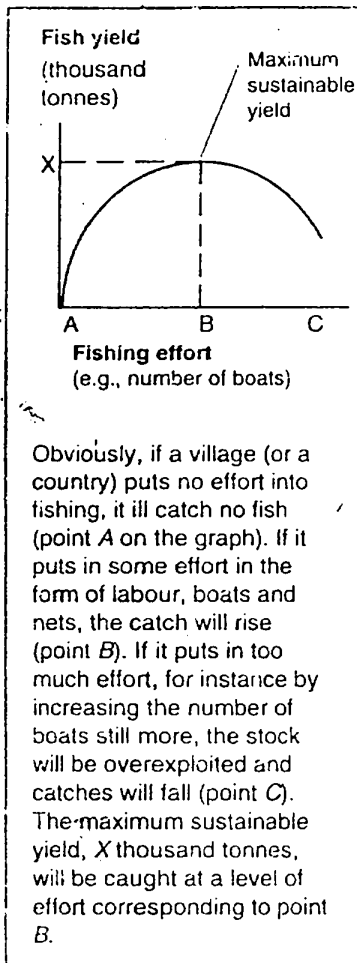 Fish yield
(thousand
tonnes)
Maximum
sustainable
yield
X
A B C
Fishing effort
(e.g., number of boats)
Obviously, if a village (or a
country) puts no effort into
fishing, it ill catch no fish
(point A on the graph). If it
puts in some effort in the
form of labour, boats and
nets, the catch will rise
(point B). If it puts in too
much effort, for instance by
increasing the number of
boats still more, the stock
will be overexploited and
catches will fall (point C).
The maximum sustainable
yield, X thousand tonnes,
will be caught at a level of
effort corresponding to point
B.